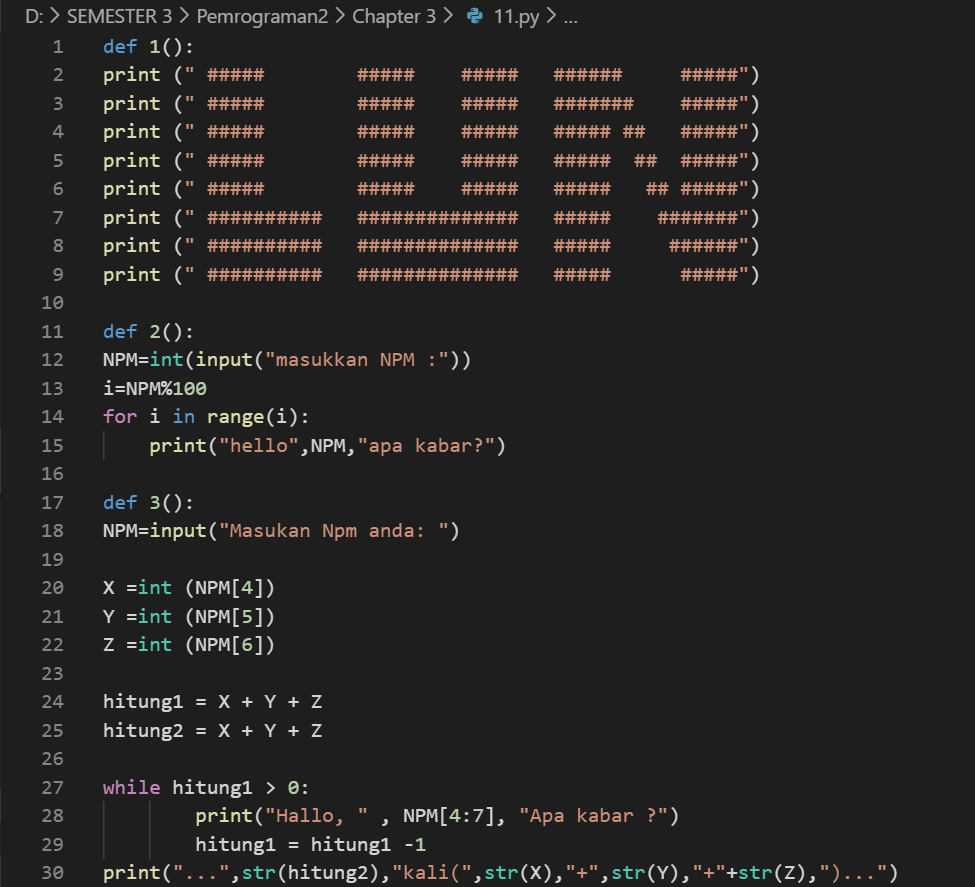 D: > SEMESTER 3 > Pemrograman2 > Chapter 3 > 11.py > ...
1 def 1():
2 print (" #####        #####    #####   ######     #####")
3 print (" #####        #####    #####   #######    #####")
4 print (" #####        #####    #####   ##### ##   #####")
5 print (" #####        #####    #####   #####  ##  #####")
6 print (" #####        #####    #####   #####   ## #####")
7 print (" ##########   ##############   #####    #######")
8 print (" ##########   ##############   #####     ######")
9 print (" ##########   ##############   #####      #####")
10
11 def 2():
12 NPM=int(input("masukkan NPM :"))
13 i=NPM%100
14 for i in range(i):
15     print("hello",NPM,"apa kabar?")
16
17 def 3():
18 NPM=input("Masukan Npm anda: ")
19
20 X =int (NPM[4])
21 Y =int (NPM[5])
22 Z =int (NPM[6])
23
24 hitung1 = X + Y + Z
25 hitung2 = X + Y + Z
26
27 while hitung1 > 0:
28         print("Hallo, " , NPM[4:7], "Apa kabar ?")
29         hitung1 = hitung1 -1
30 print("...",str(hitung2),"kali(",str(X),"+",str(Y),"+"+str(Z),")...")